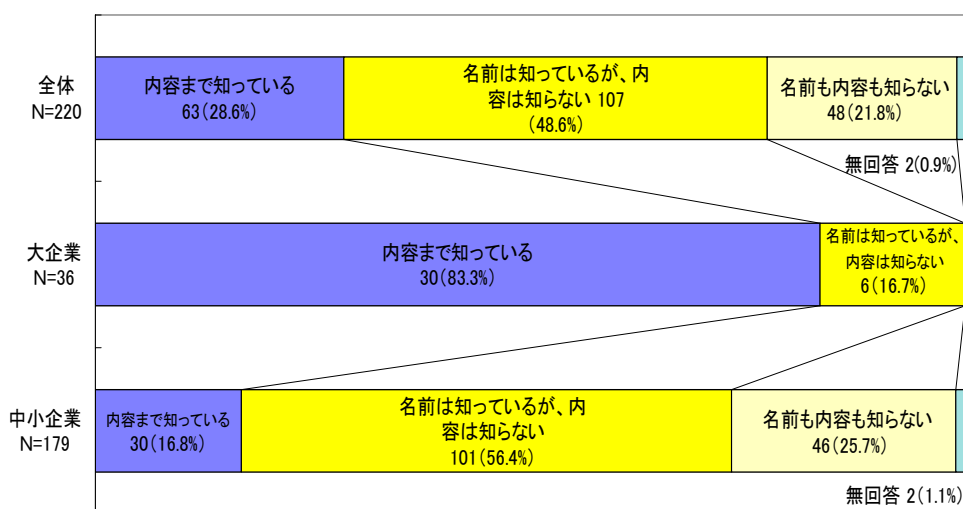 全体
N=220
内容まで知っている
63(28.6%)
名前は知っているが、内
容は知らない 107
(48.6%)
名前も内容も知らない
48(21.8%)
無回答 2(0.9%)
大企業
N=36
内容まで知っている
30(83.3%)
名前は知っているが、
内容は知らない
6(16.7%)
中小企業
N=179
内容まで知っている
30(16.8%)
名前は知っているが、内
容は知らない
101(56.4%)
名前も内容も知らない
46(25.7%)
無回答 2(1.1%)